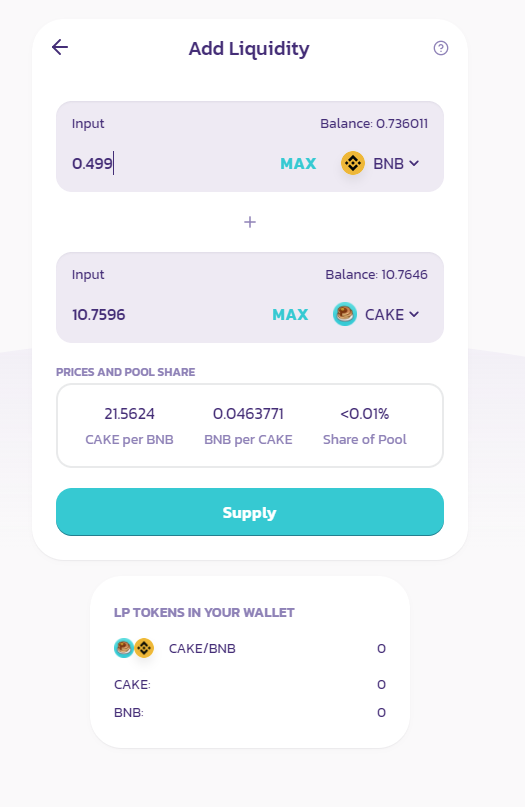 Add Liquidity
Input Balance: 0.736011
0.499 MAX BNB
+
Input Balance: 10.7646
10.7596 MAX CAKE
PRICES AND POOL SHARE
21.5624 0.0463771 <0.01%
CAKE per BNB BNB per CAKE Share of Pool
Supply
LP TOKENS IN YOUR WALLET
CAKE/BNB 0
CAKE: 0
BNB: 0